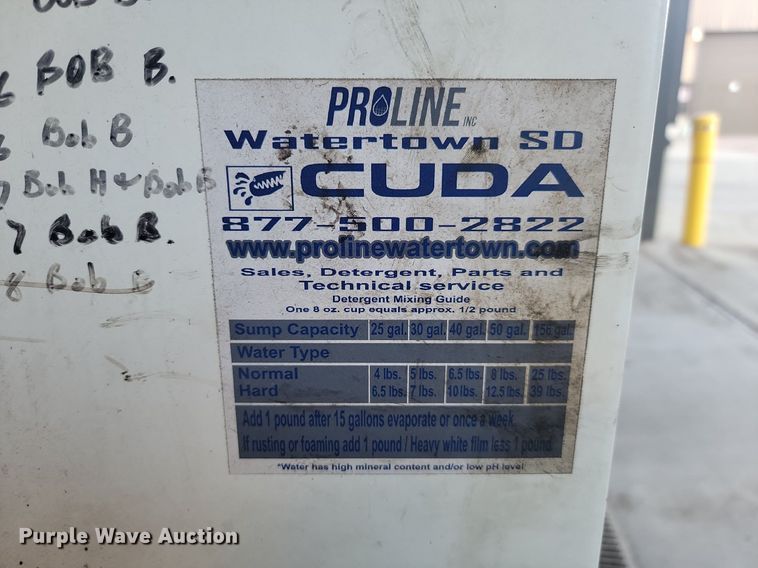 6 BOB B.
Bob B
7 Bob H + Bob B
7 Bob B.
8 Bob B
PROLINE INC
Watertown SD
CUDA
877-500-2822
www.prolinewatertown.com
Sales, Detergent, Parts and
Technical service
Detergent Mixing Guide
One 8 oz. cup equals approx. 1/2 pound
Sump Capacity 25 gal. 30 gal. 40 gal. 50 gal. 156 gal.
Water Type
Normal 4 lbs. 5 lbs. 6.5 lbs. 8 lbs. 25 lbs.
Hard 6.5 lbs. 7 lbs. 10 lbs. 12.5 lbs. 39 lbs.
Add 1 pound after 15 gallons evaporate or once a week.
If rusting or foaming add 1 pound / Heavy white film less 1 pound
*Water has high mineral content and/or low pH level
Purple Wave Auction